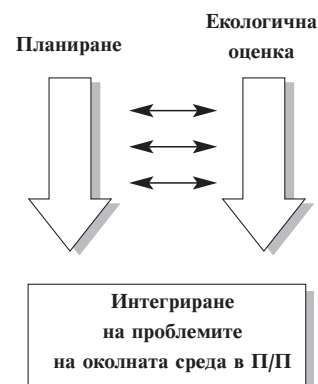 Планиране
Екологична
оценка
Интегриране
на проблемите
на околната среда в П/П